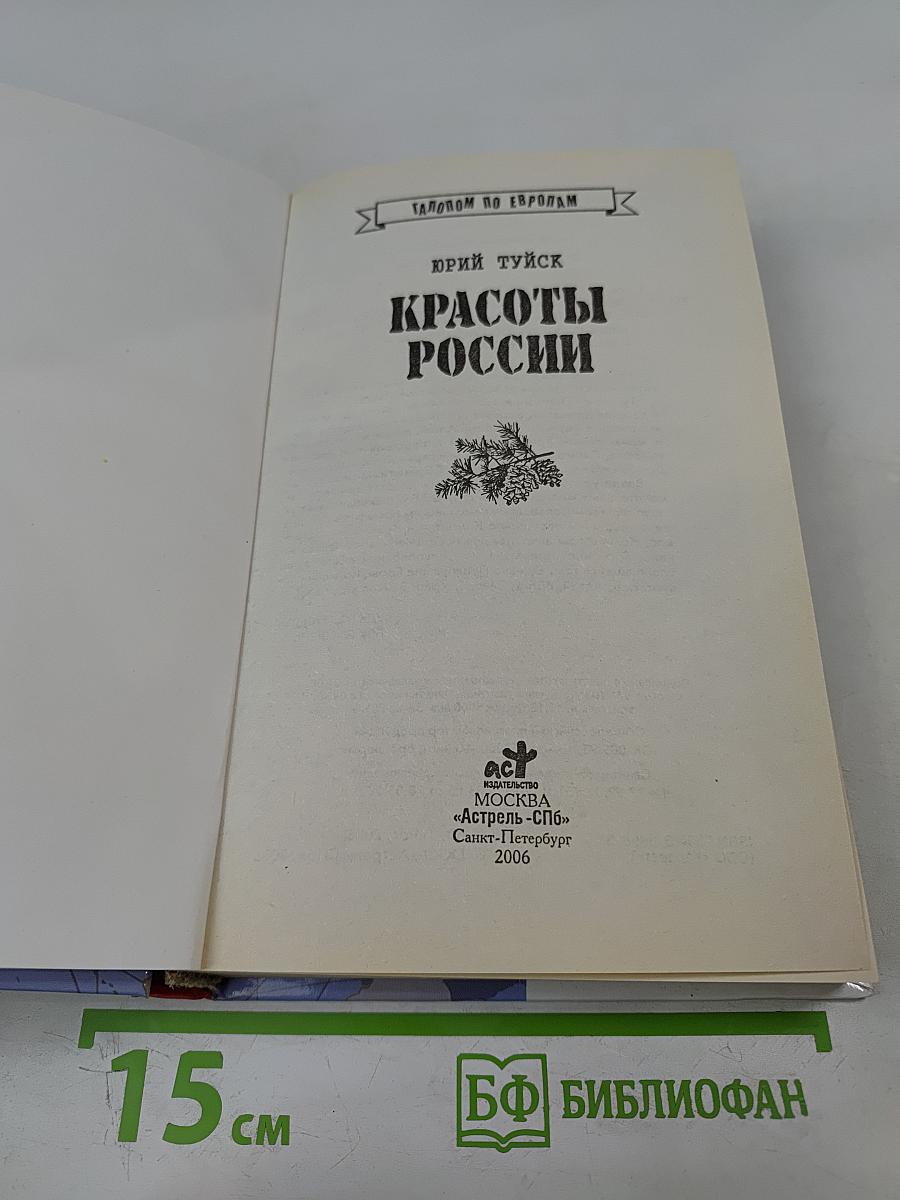 ГАЛОПОМ ПО ЕВРОПАМ
ЮРИЙ ТУЙСК
КРАСОТЫ
РОССИИ
аст
ИЗДАТЕЛЬСТВО
МОСКВА
«Астрель-СПб»
Санкт-Петербург
2006
15 см
БФ БИБЛИОФАН